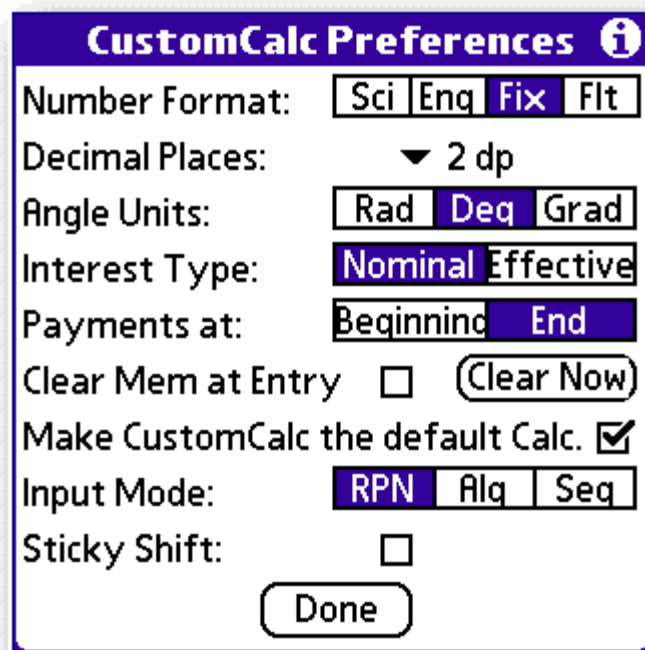 CustomCalc Preferences i
Number Format: Sci Eng Fix Flt
Decimal Places: 2 dp
Angle Units: Rad Deg Grad
Interest Type: Nominal Effective
Payments at: Beginning End
Clear Mem at Entry Clear Now
Make CustomCalc the default Calc.
Input Mode: RPN Alg Seq
Sticky Shift:
Done